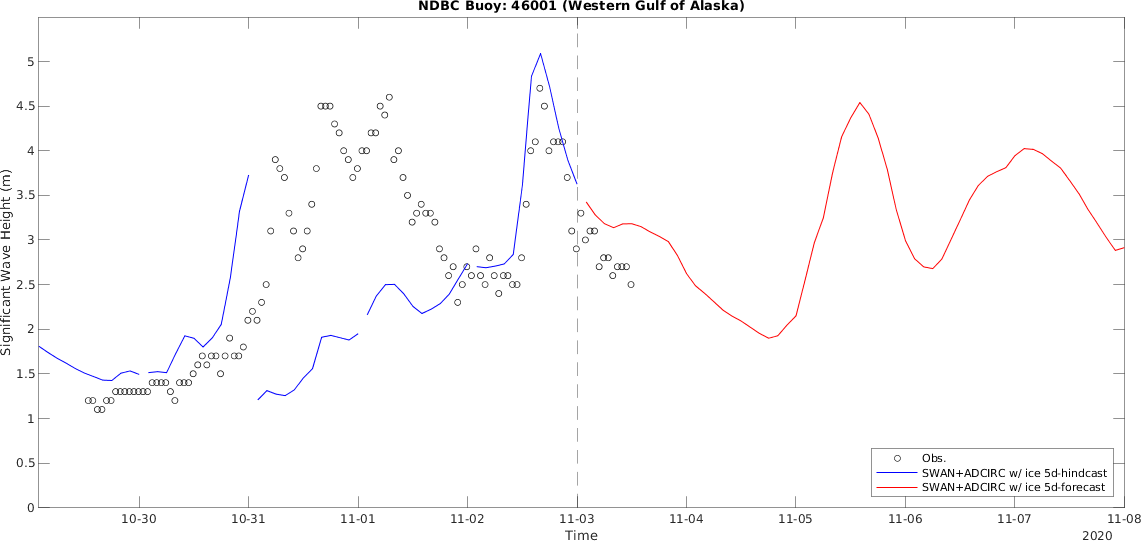 NDBC Buoy: 46001 (Western Gulf of Alaska)
Significant Wave Height (m)
5
4.5
4
3.5
3
2.5
2
1.5
1
0.5
0
Obs.
SWAN+ADCIRC w/ ice 5d-hindcast
SWAN+ADCIRC w/ ice 5d-forecast
10-30 10-31 11-01 11-02 11-03 11-04 11-05 11-06 11-07 11-08
Time
2020